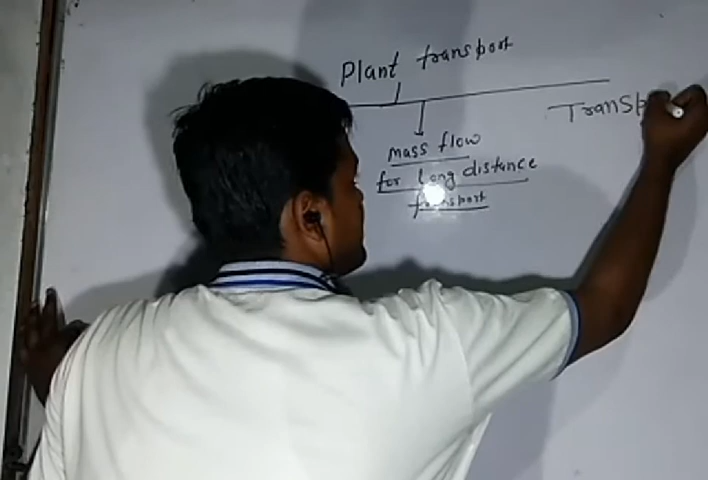 Plant transport
Transp
mass flow
for Long distance
transport